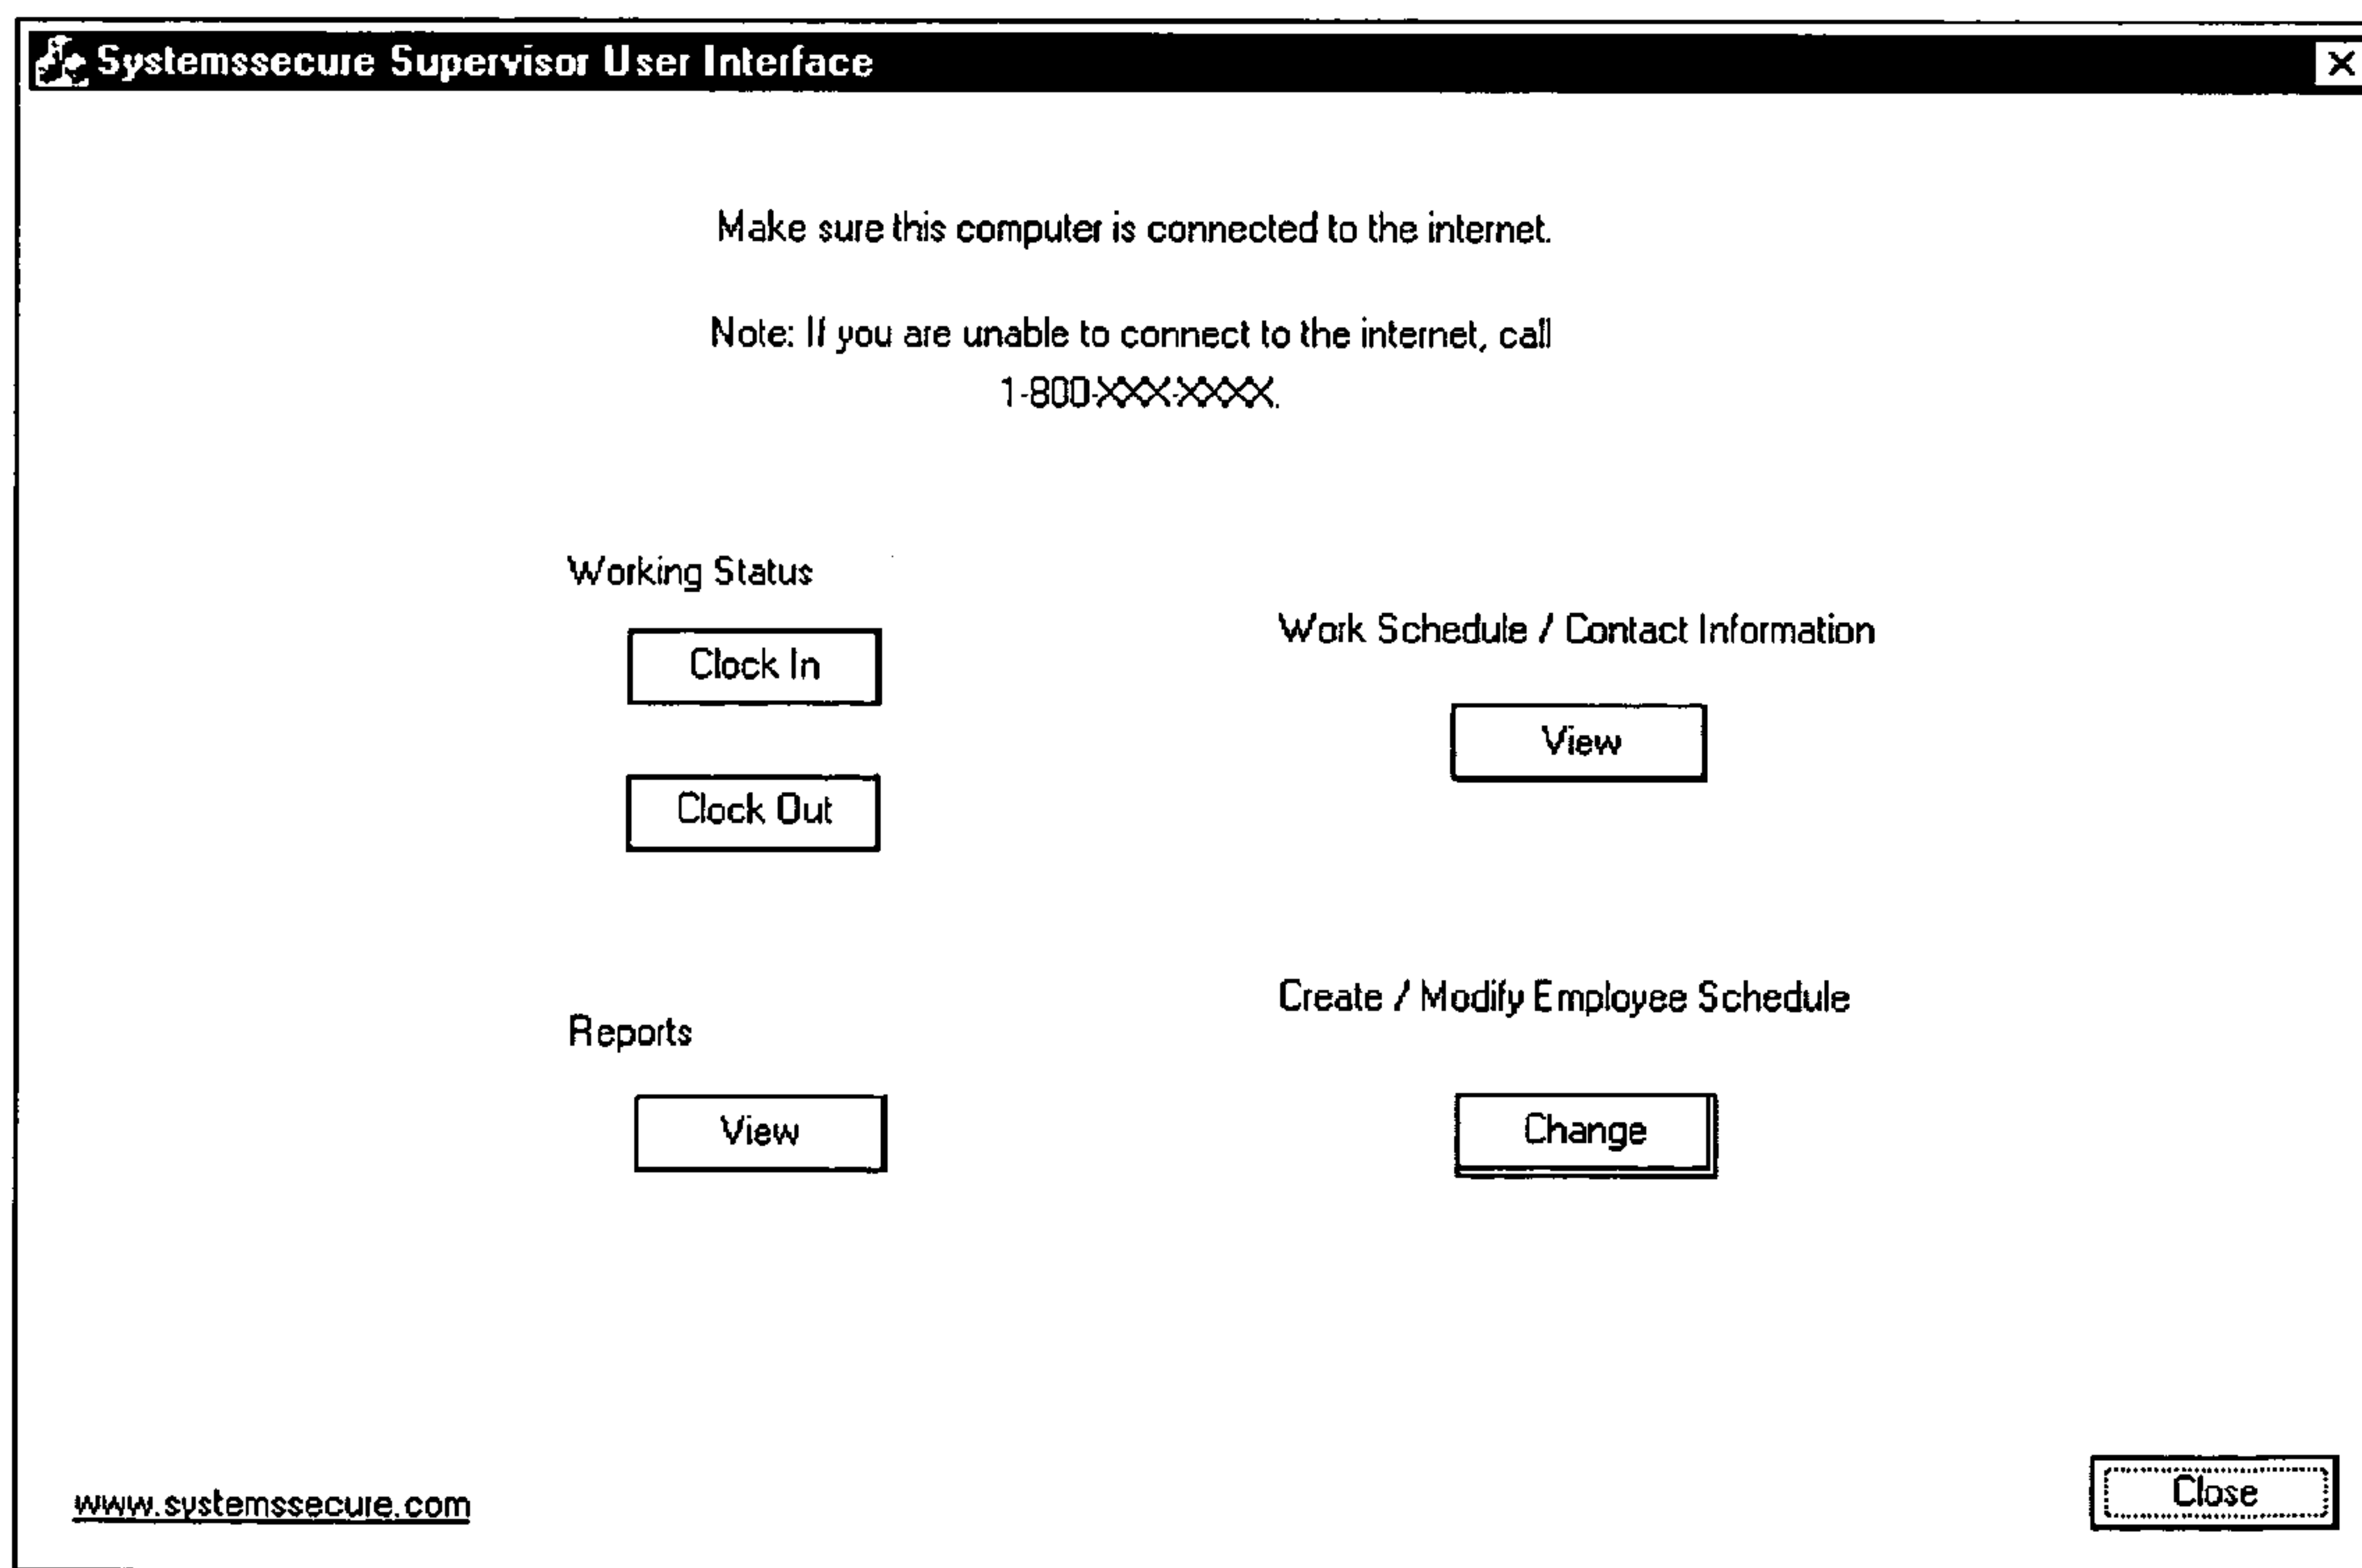 Systemssecure Supervisor User Interface
Make sure this computer is connected to the internet.
Note: If you are unable to connect to the internet, call
1-800-XXX-XXXX.
Working Status
Clock In
Clock Out
Work Schedule / Contact Information
View
Reports
View
Create / Modify Employee Schedule
Change
www.systemssecure.com
Close